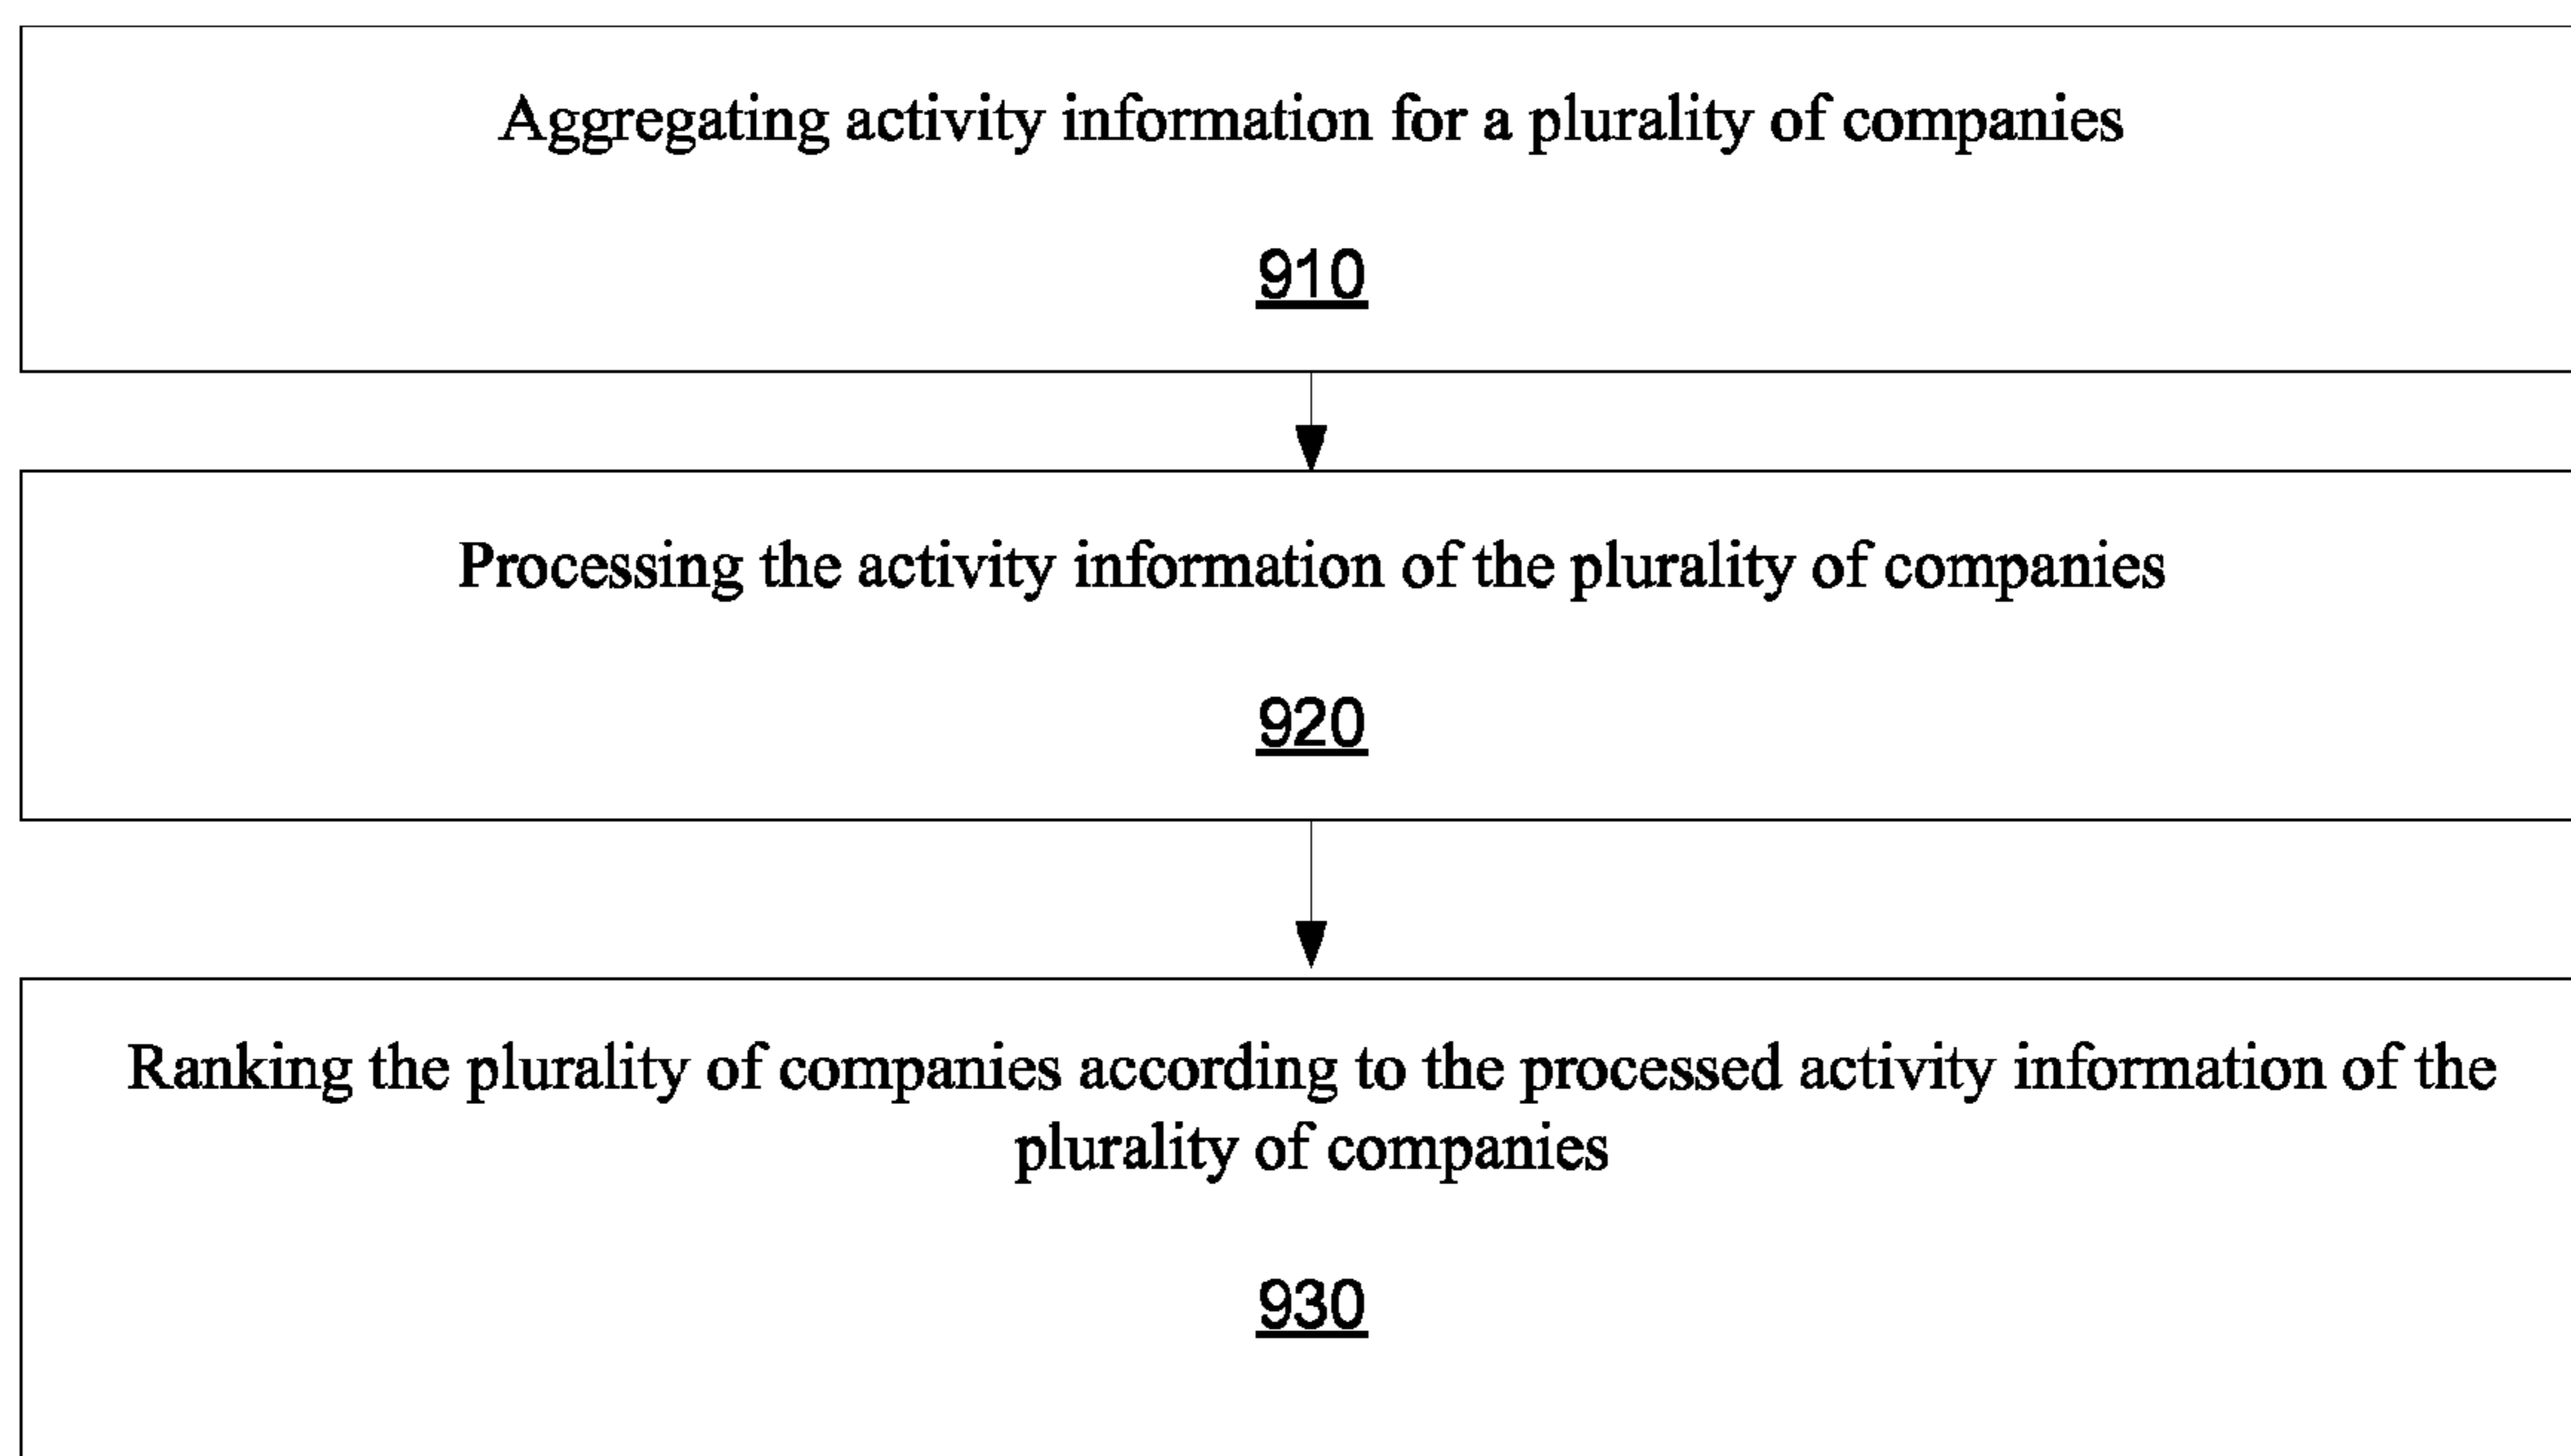 Aggregating activity information for a plurality of companies
910
Processing the activity information of the plurality of companies
920
Ranking the plurality of companies according to the processed activity information of the
plurality of companies
930